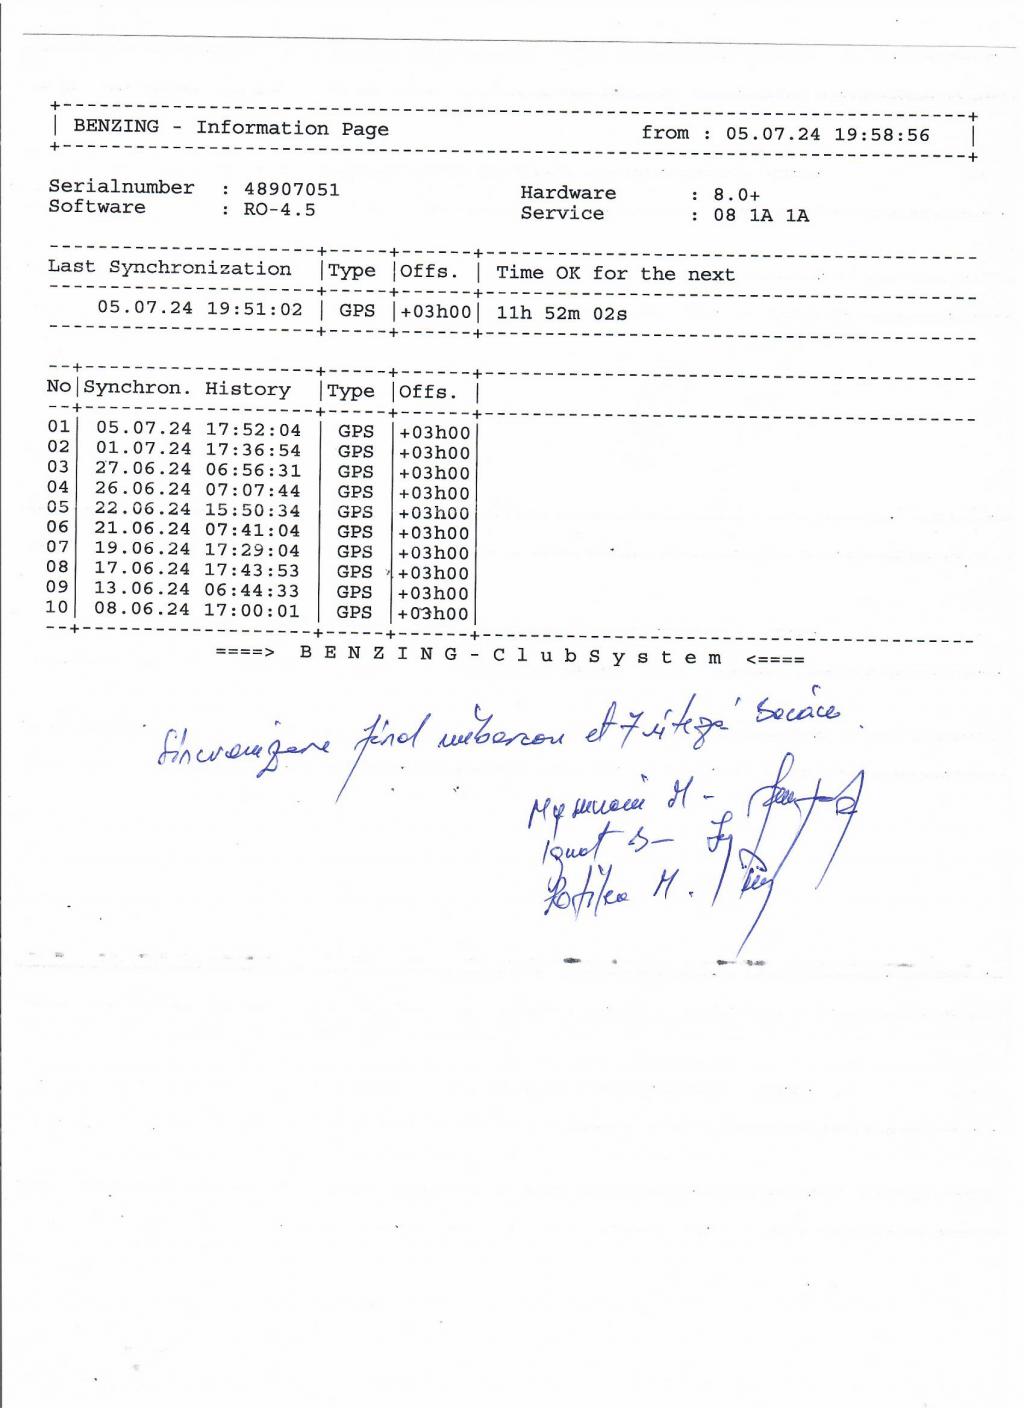 BENZING - Information Page from : 05.07.24 19:58:56
Serialnumber : 48907051 Hardware : 8.0+
Software : RO-4.5 Service : 08 1A 1A
Last Synchronization |Type |Offs. | Time OK for the next
05.07.24 19:51:02 | GPS |+03h00| 11h 52m 02s
No|Synchron. History |Type |Offs. |
01| 05.07.24 17:52:04 | GPS |+03h00|
02| 01.07.24 17:36:54 | GPS |+03h00|
03| 27.06.24 06:56:31 | GPS |+03h00|
04| 26.06.24 07:07:44 | GPS |+03h00|
05| 22.06.24 15:50:34 | GPS |+03h00|
06| 21.06.24 07:41:04 | GPS |+03h00|
07| 19.06.24 17:29:04 | GPS |+03h00|
08| 17.06.24 17:43:53 | GPS |+03h00|
09| 13.06.24 06:44:33 | GPS |+03h00|
10| 08.06.24 17:00:01 | GPS |+03h00|
====> B E N Z I N G - C l u b S y s t e m <====
Sincronizare final et 7 viteză
M -
Ignat
M.